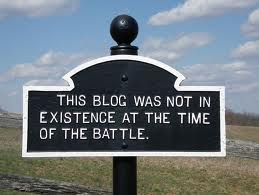 THIS BLOG WAS NOT IN
EXISTENCE AT THE TIME
OF THE BATTLE.